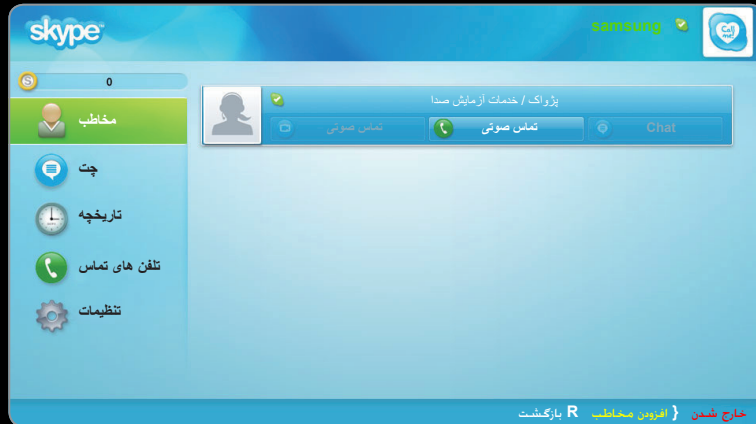 skype™
samsung
Call me!
0
مخاطب
چت
تاریخچه
تلفن های تماس
تنظیمات
پژواک / خدمات آزمایش صدا
تماس صوتی
تماس صوتی
Chat
خارج شدن } افزودن مخاطب R بازگشت